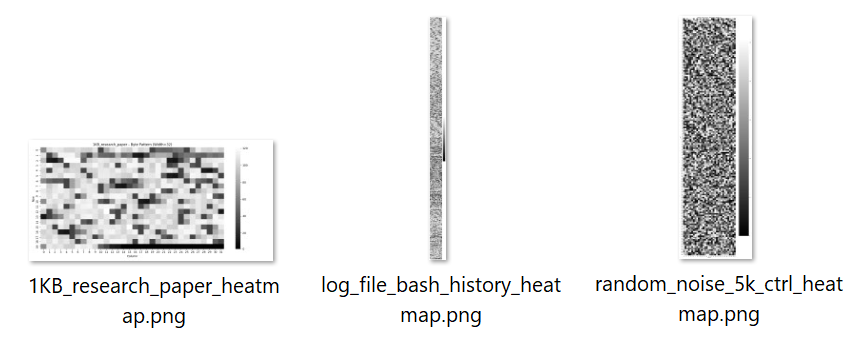 1KB_research_paper_heatm
ap.png
log_file_bash_history_heat
map.png
random_noise_5k_ctrl_heat
map.png